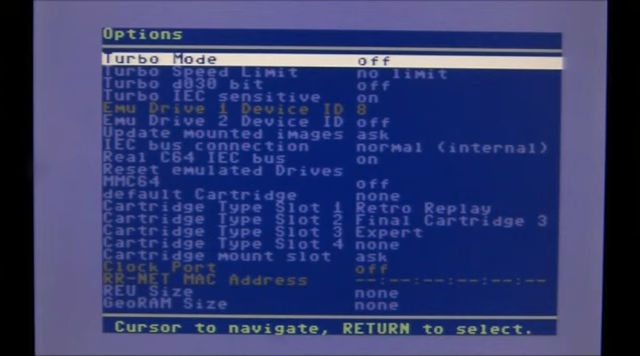 Options
Turbo Mode off
Turbo Speed Limit no limit
Turbo d030 bit off
Turbo IEC sensitive on
Emu Drive 1 Device ID 8
Emu Drive 2 Device ID off
Update mounted images ask
IEC bus connection normal (internal)
Real C64 IEC bus on
Reset emulated Drives
MMC64 off
default Cartridge none
Cartridge Type Slot 1 Retro Replay
Cartridge Type Slot 2 Final Cartridge 3
Cartridge Type Slot 3 Expert
Cartridge Type Slot 4 none
Cartridge mount slot ask
Clock Port off
RR-NET MAC Address --:--:--:--:--:--
REU Size none
GeoRAM Size none
Cursor to navigate, RETURN to select.